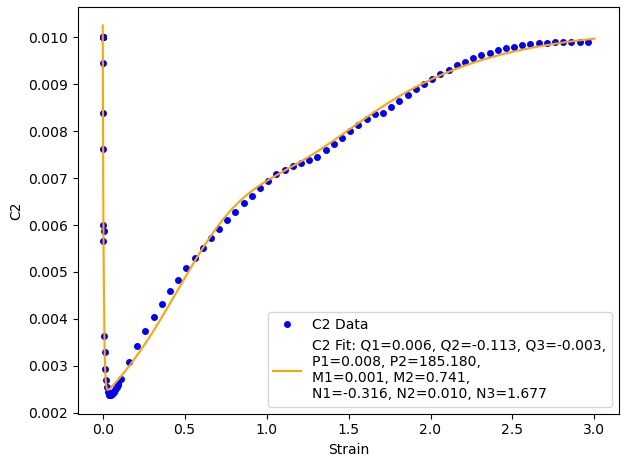 0.010
0.009
0.008
0.007
0.006
0.005
0.004
0.003
0.002
C2
C2 Data
C2 Fit: Q1=0.006, Q2=-0.113, Q3=-0.003,
P1=0.008, P2=185.180,
M1=0.001, M2=0.741,
N1=-0.316, N2=0.010, N3=1.677
0.0 0.5 1.0 1.5 2.0 2.5 3.0
Strain